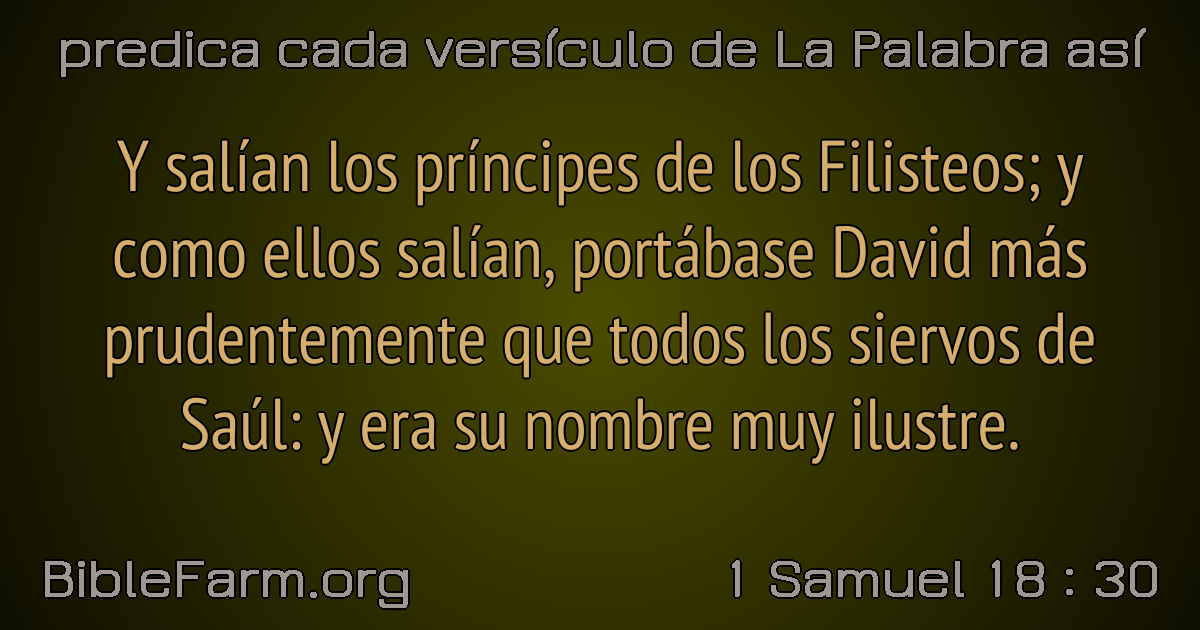 predica cada versículo de La Palabra así
Y salían los príncipes de los Filisteos; y
como ellos salían, portábase David más
prudentemente que todos los siervos de
Saúl: y era su nombre muy ilustre.
BibleFarm.org
1 Samuel 18 : 30